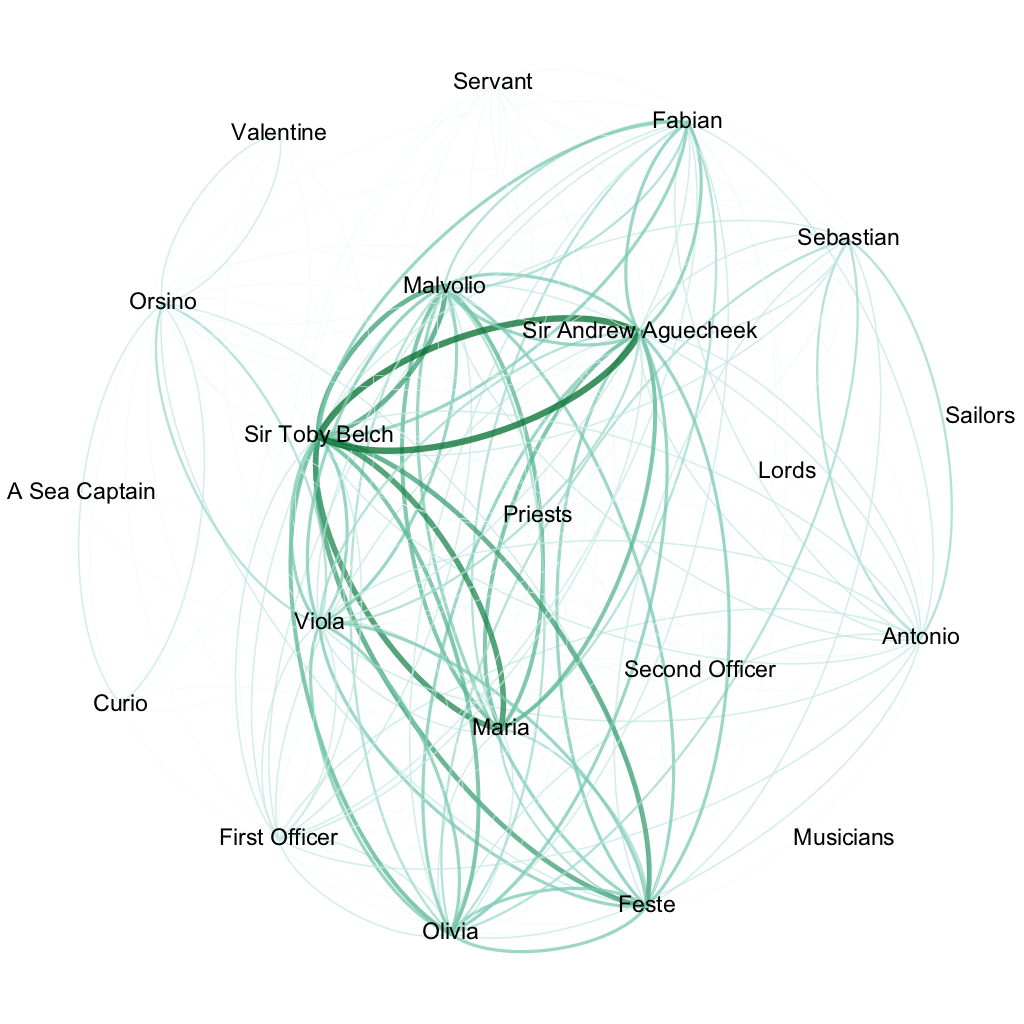 Servant
Fabian
Valentine
Sebastian
Malvolio
Orsino
Sir Andrew Aguecheek
Sailors
Sir Toby Belch
Lords
A Sea Captain
Priests
Viola
Antonio
Second Officer
Curio
Maria
First Officer
Musicians
Feste
Olivia